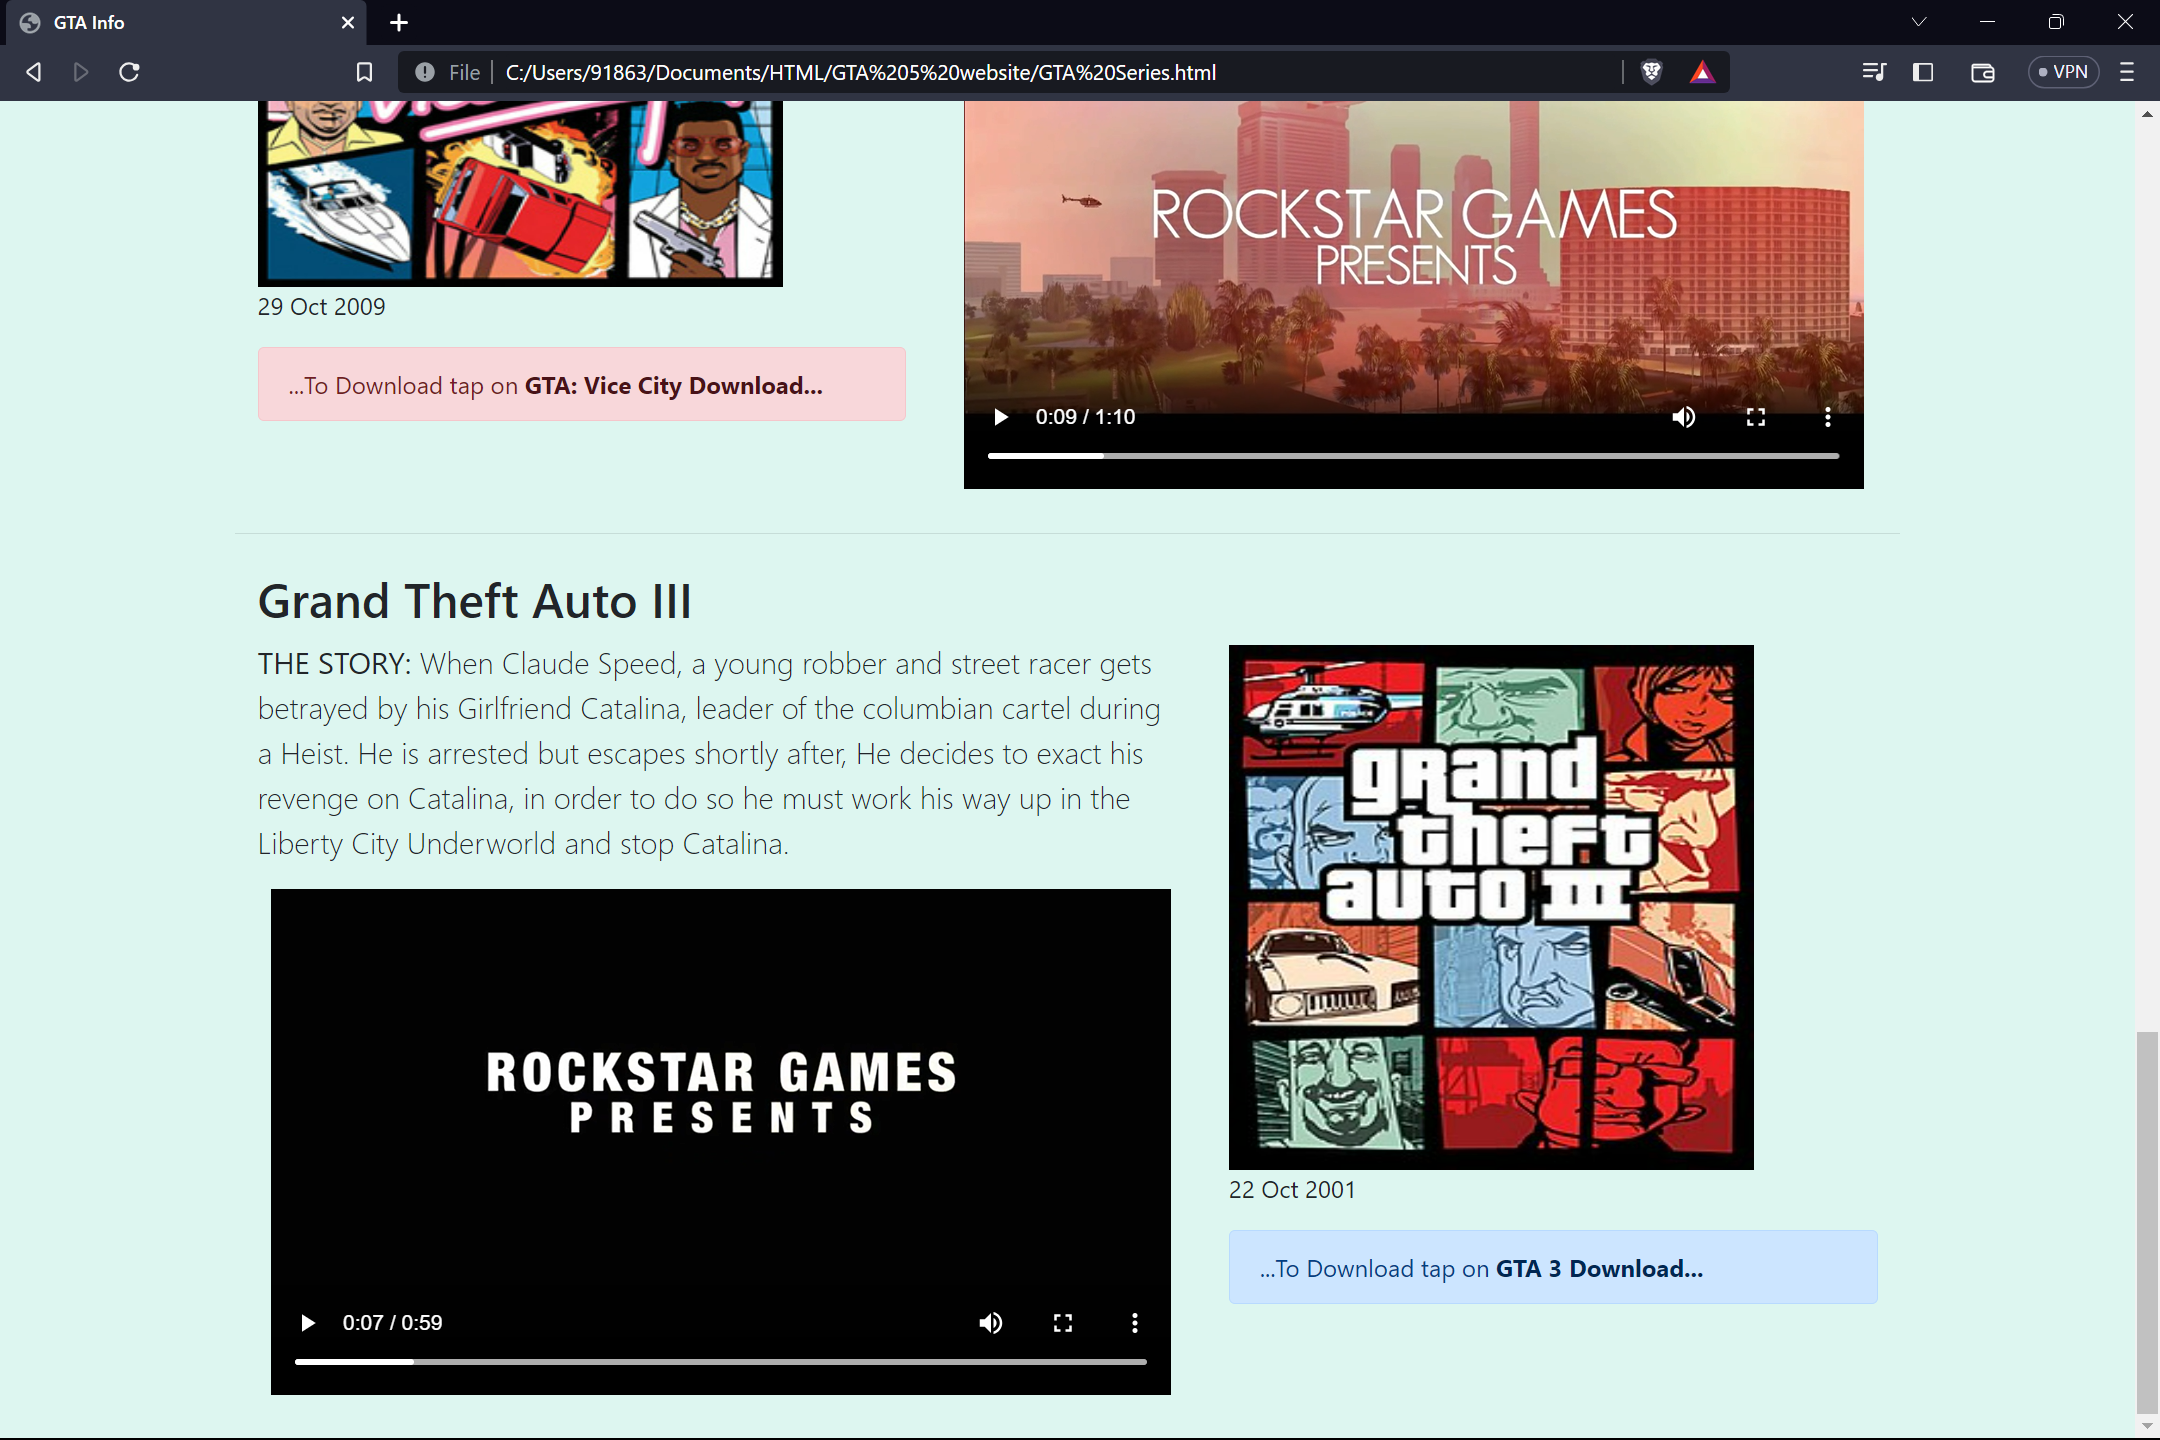 GTA Info
File
C:/Users/91863/Documents/HTML/GTA%205%20website/GTA%20Series.html
VPN
ROCKSTAR GAMES
PRESENTS
29 Oct 2009
...To Download tap on GTA: Vice City Download...
0:09 / 1:10
Grand Theft Auto III
THE STORY: When Claude Speed, a young robber and street racer gets
betrayed by his Girlfriend Catalina, leader of the columbian cartel during
a Heist. He is arrested but escapes shortly after, He decides to exact his
revenge on Catalina, in order to do so he must work his way up in the
Liberty City Underworld and stop Catalina.
grand
theft
auto III
ROCKSTAR GAMES
PRESENTS
22 Oct 2001
...To Download tap on GTA 3 Download...
0:07 / 0:59